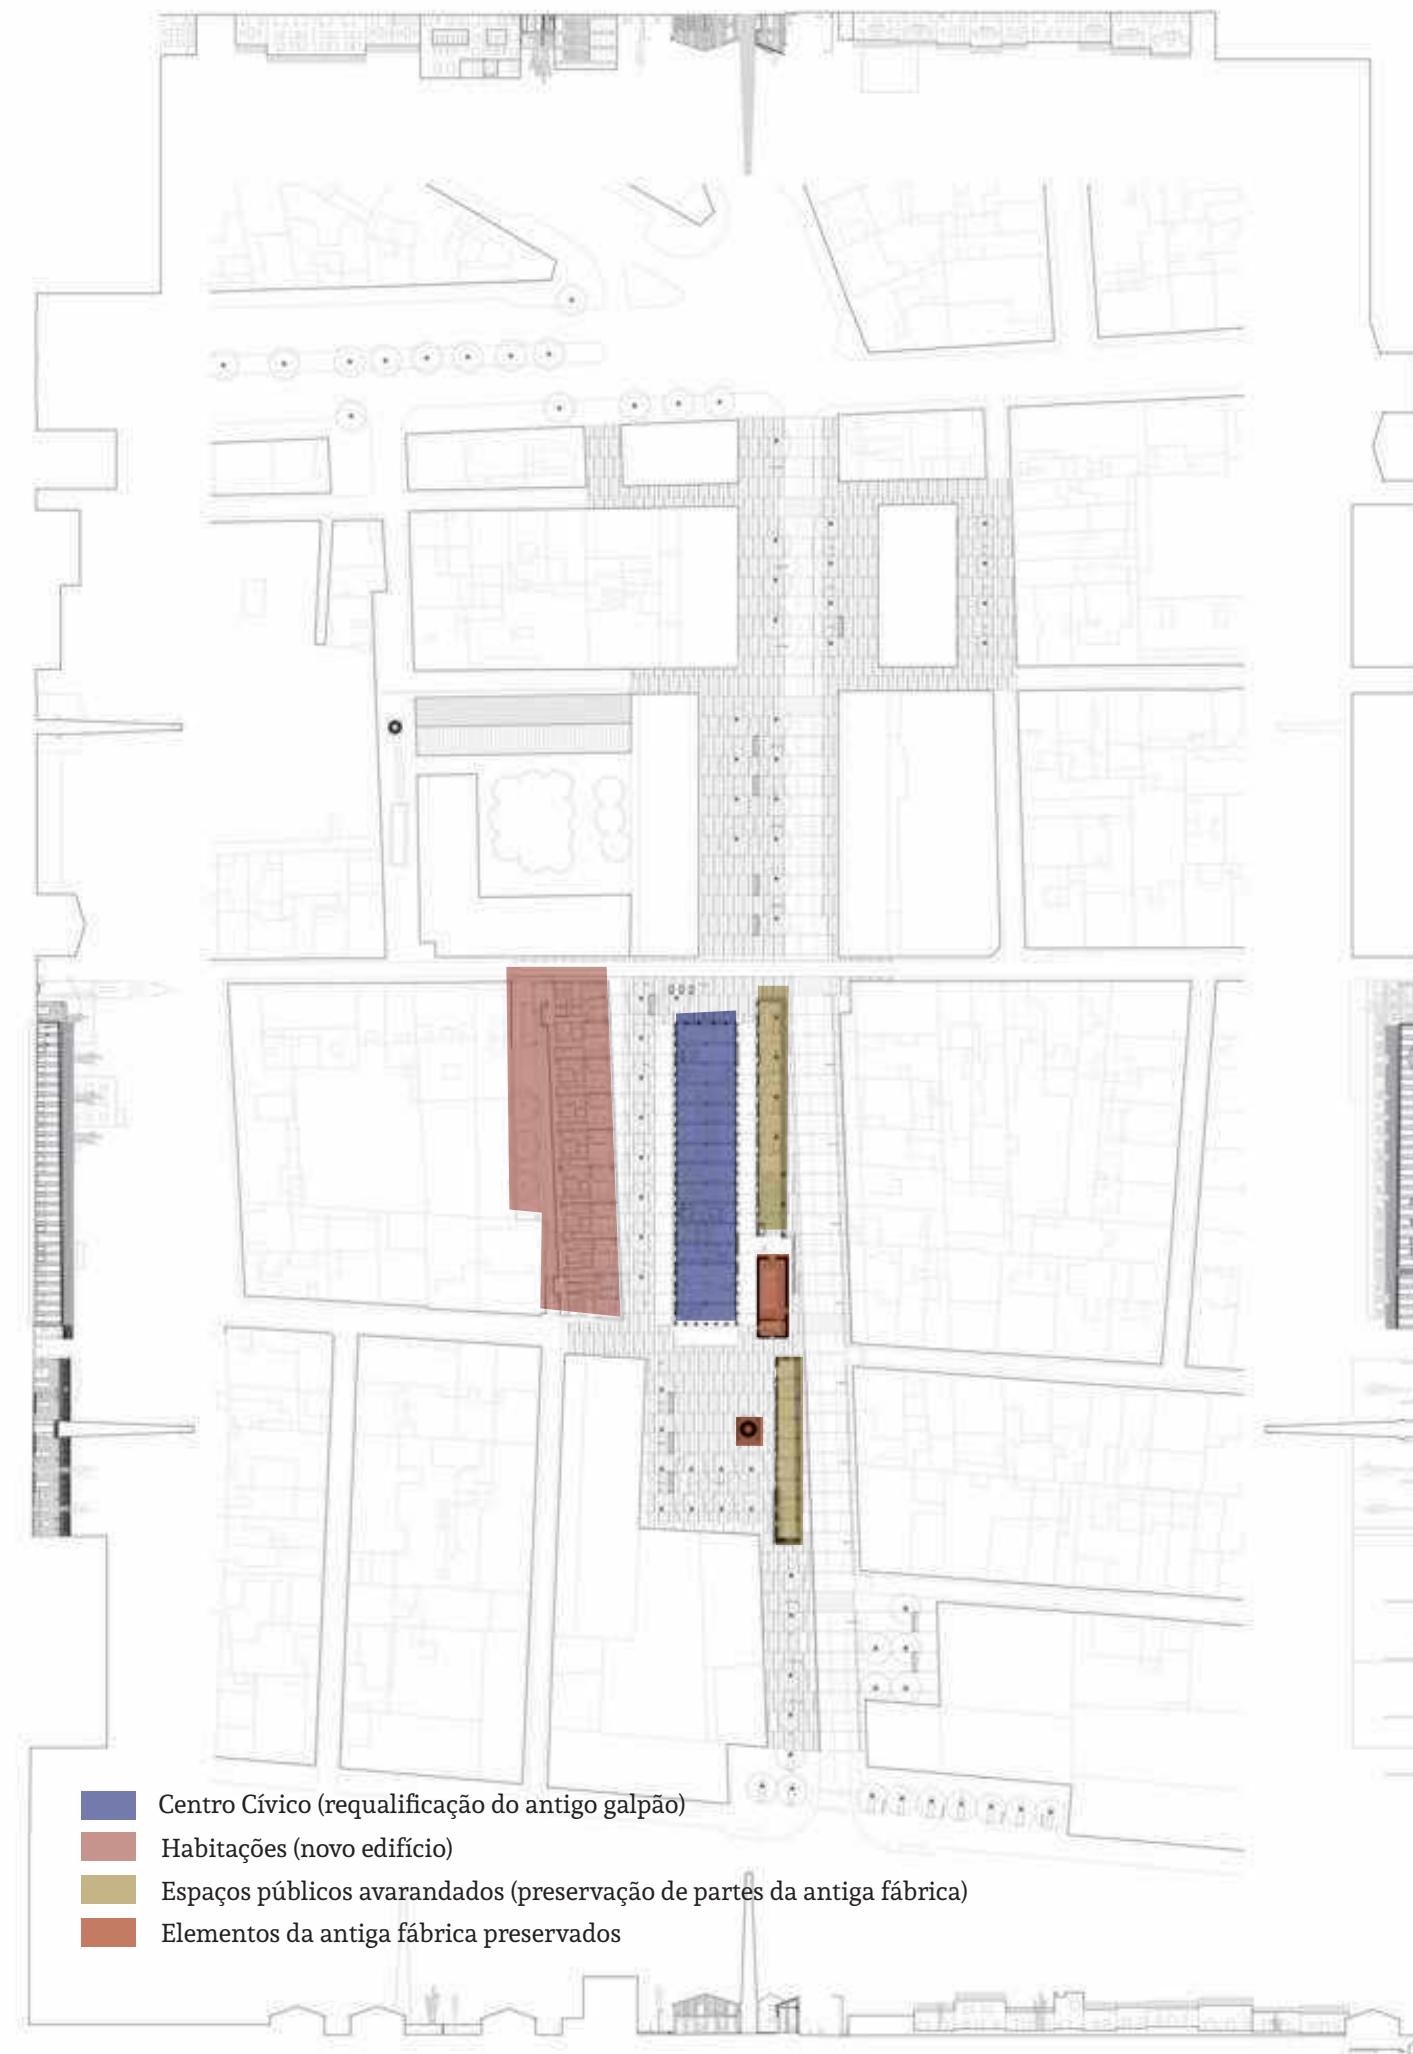 Centro Cívico (requalificação do antigo galpão)
Habitações (novo edifício)
Espaços públicos avarandados (preservação de partes da antiga fábrica)
Elementos da antiga fábrica preservados